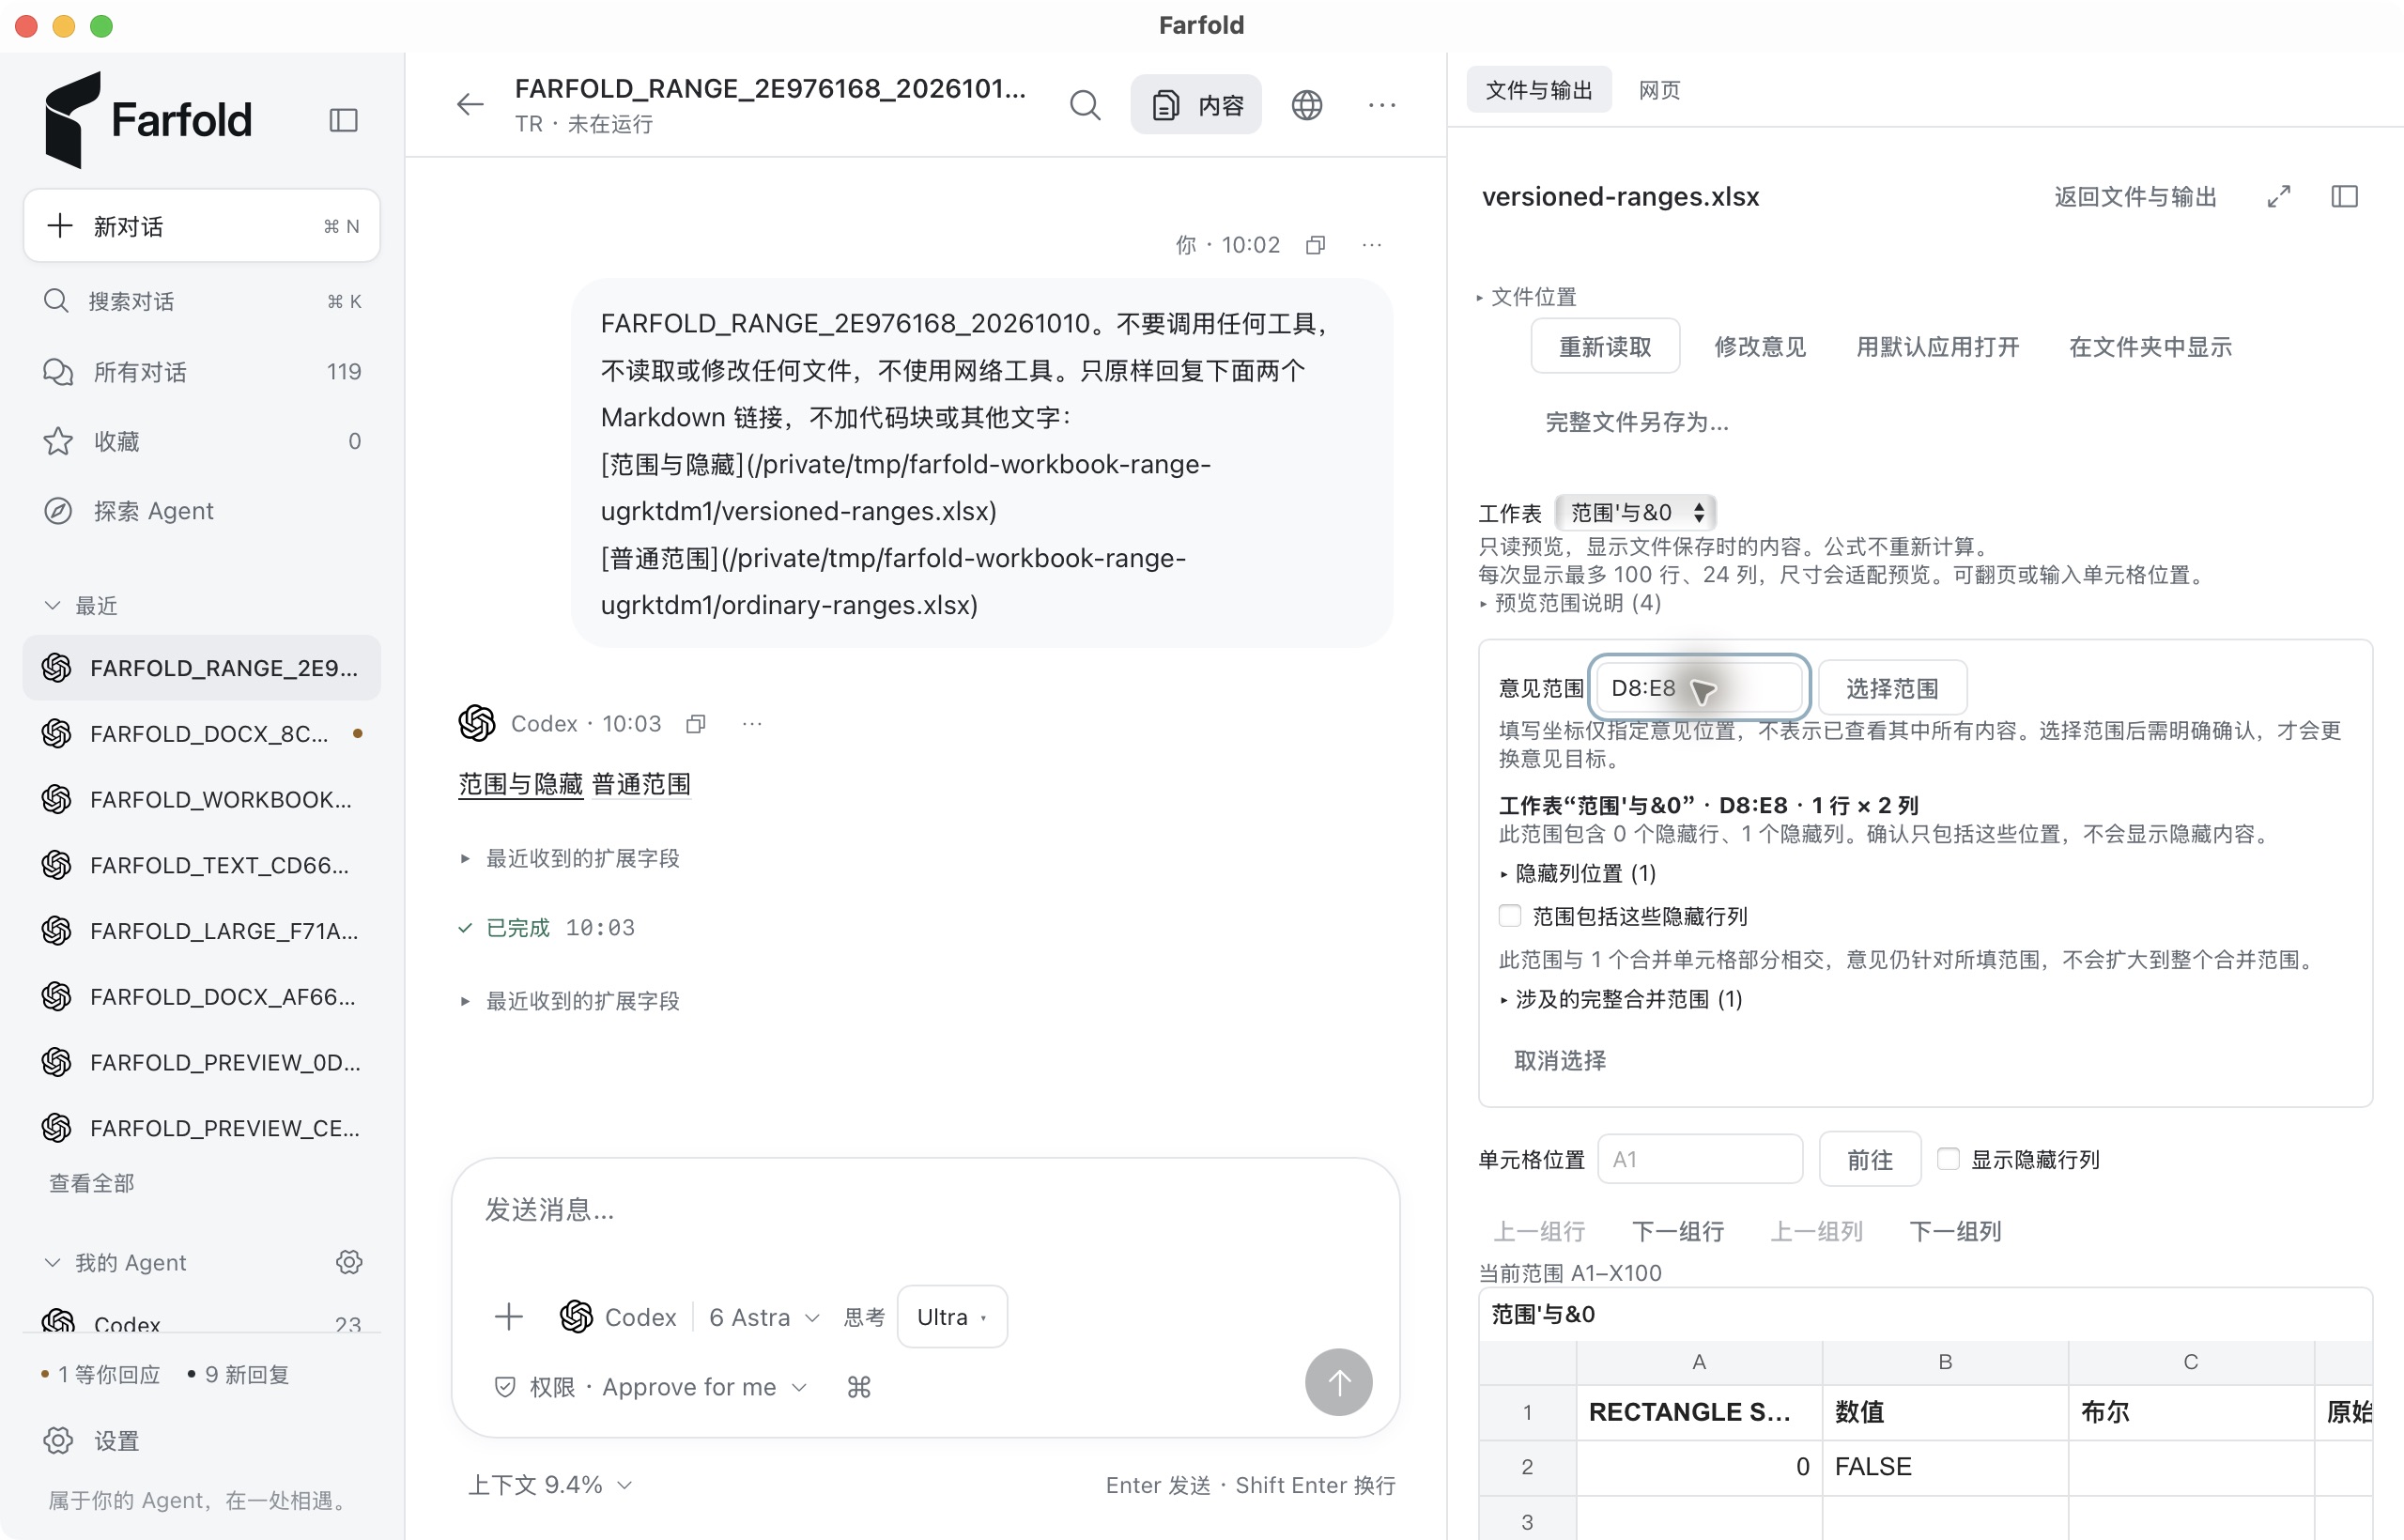 Farfold
Farfold
新对话 ⌘ N
搜索对话 ⌘ K
所有对话 119
收藏 0
探索 Agent
最近
FARFOLD_RANGE_2E9...
FARFOLD_DOCX_8C...
FARFOLD_WORKBOOK...
FARFOLD_TEXT_CD66...
FARFOLD_LARGE_F71A...
FARFOLD_DOCX_AF66...
FARFOLD_PREVIEW_0D...
FARFOLD_PREVIEW_CE...
查看全部
我的 Agent
Codex 23
1 等你回应 • 9 新回复
设置
属于你的 Agent，在一处相遇。
FARFOLD_RANGE_2E976168_2026101...
TR · 未在运行
内容
你 · 10:02
FARFOLD_RANGE_2E976168_20261010。不要调用任何工具，
不读取或修改任何文件，不使用网络工具。只原样回复下面两个
Markdown 链接，不加代码块或其他文字：
[范围与隐藏](/private/tmp/farfold-workbook-range-
ugrktdm1/versioned-ranges.xlsx)
[普通范围](/private/tmp/farfold-workbook-range-
ugrktdm1/ordinary-ranges.xlsx)
Codex · 10:03
范围与隐藏 普通范围
最近收到的扩展字段
已完成 10:03
最近收到的扩展字段
发送消息...
Codex 6 Astra 思考 Ultra
权限 · Approve for me ⌘
上下文 9.4%
Enter 发送 · Shift Enter 换行
文件与输出 网页
versioned-ranges.xlsx 返回文件与输出
文件位置
重新读取 修改意见 用默认应用打开 在文件夹中显示
完整文件另存为...
工作表 范围'与&0
只读预览，显示文件保存时的内容。公式不重新计算。
每次显示最多 100 行、24 列，尺寸会适配预览。可翻页或输入单元格位置。
预览范围说明 (4)
意见范围 D8:E8 选择范围
填写坐标仅指定意见位置，不表示已查看其中所有内容。选择范围后需明确确认，才会更
换意见目标。
工作表“范围'与&0” · D8:E8 · 1 行 × 2 列
此范围包含 0 个隐藏行、1 个隐藏列。确认只包括这些位置，不会显示隐藏内容。
隐藏列位置 (1)
范围包括这些隐藏行列
此范围与 1 个合并单元格部分相交，意见仍针对所填范围，不会扩大到整个合并范围。
涉及的完整合并范围 (1)
取消选择
单元格位置 A1 前往 显示隐藏行列
上一组行 下一组行 上一组列 下一组列
当前范围 A1–X100
范围'与&0
A B C
1 RECTANGLE S... 数值 布尔 原始
2 0 FALSE
3